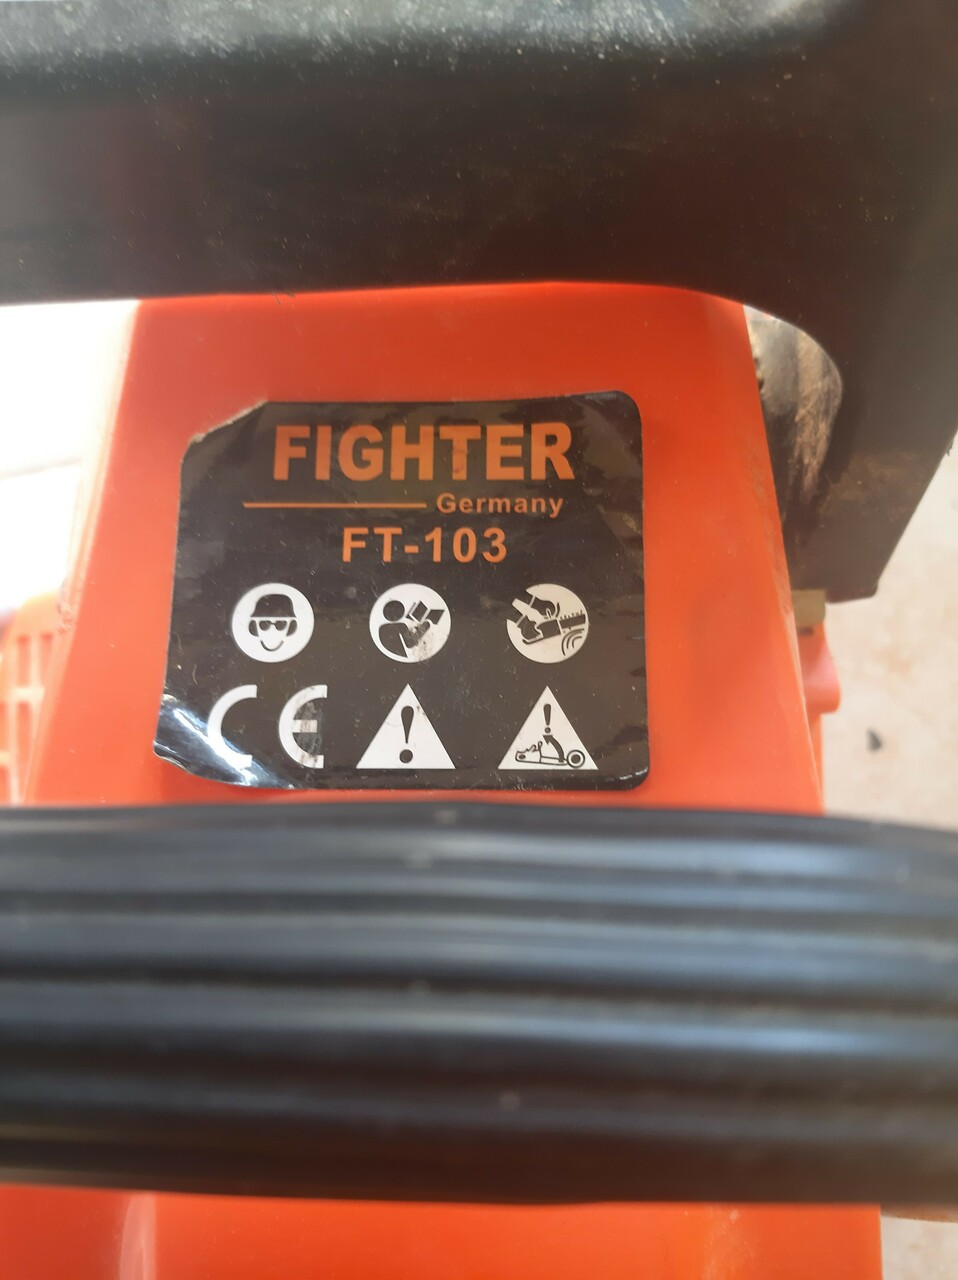 FIGHTER
Germany
FT-103
CE